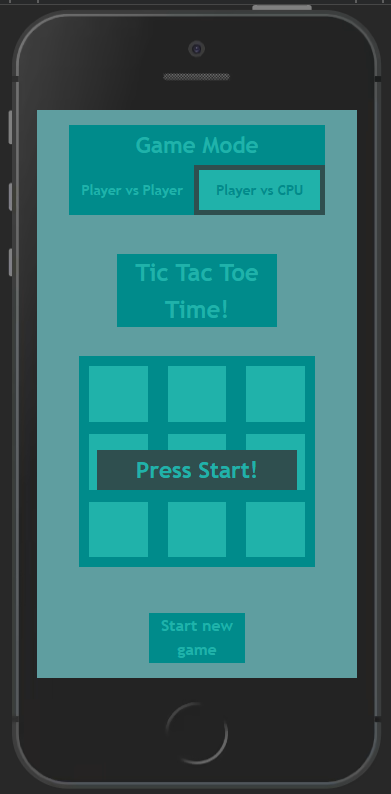 Game Mode
Player vs Player
Player vs CPU
Tic Tac Toe
Time!
Press Start!
Start new
game